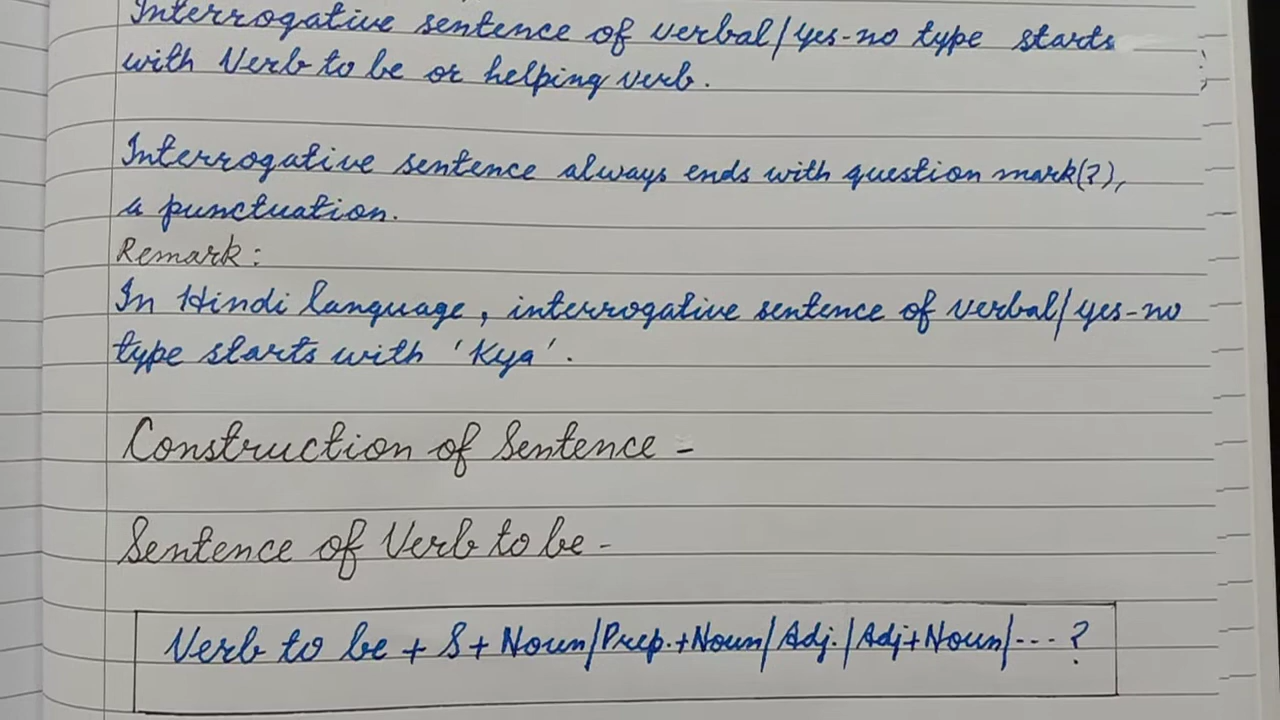 Interrogative sentence of verbal/yes-no type starts
with Verb to be or helping verb.
Interrogative sentence always ends with question mark(?),
a punctuation.
Remark:
In Hindi language, interrogative sentence of verbal/yes-no
type starts with 'Kya'.
Construction of Sentence -
Sentence of Verb to be -
Verb to be + S + Noun/Prep.+Noun/Adj./Adj+Noun/--- ?